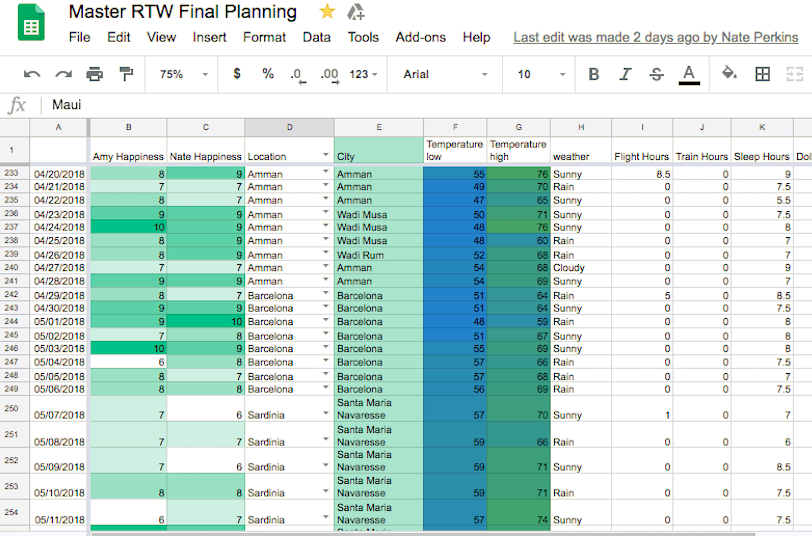 Master RTW Final Planning
File Edit View Insert Format Data Tools Add-ons Help Last edit was made 2 days ago by Nate Perkins
75% $ % .0 .00 123 Arial 10 B I S A
fx Maui
A B C D E F G H I J K
1 Amy Happiness Nate Happiness Location City Temperature low Temperature high weather Flight Hours Train Hours Sleep Hours Dol
233 04/20/2018 8 9 Amman Amman 55 76 Sunny 8.5 0 9
234 04/21/2018 7 7 Amman Amman 49 70 Rain 0 0 7.5
235 04/22/2018 8 7 Amman Amman 47 65 Sunny 0 0 5.5
236 04/23/2018 9 9 Amman Wadi Musa 50 71 Sunny 0 0 7.5
237 04/24/2018 10 9 Amman Wadi Musa 48 76 Sunny 0 0 8
238 04/25/2018 8 9 Amman Wadi Musa 48 60 Rain 0 0 7
239 04/26/2018 8 9 Amman Wadi Rum 52 68 Rain 0 0 7
240 04/27/2018 7 7 Amman Amman 54 68 Cloudy 0 0 9
241 04/28/2018 9 9 Amman Amman 54 69 Sunny 0 0 7
242 04/29/2018 8 7 Barcelona Barcelona 51 64 Rain 5 0 8.5
243 04/30/2018 9 9 Barcelona Barcelona 51 64 Sunny 0 0 7.5
244 05/01/2018 9 10 Barcelona Barcelona 48 59 Rain 0 0 8
245 05/02/2018 7 8 Barcelona Barcelona 51 67 Sunny 0 0 8
246 05/03/2018 10 9 Barcelona Barcelona 55 69 Sunny 0 0 8
247 05/04/2018 6 8 Barcelona Barcelona 57 66 Rain 0 0 7.5
248 05/05/2018 8 7 Barcelona Barcelona 57 68 Rain 0 0 7
249 05/06/2018 8 8 Barcelona Barcelona 56 69 Rain 0 0 7.5
250 05/07/2018 7 6 Sardinia Santa Maria Navaresse 57 70 Sunny 1 0 7
251 05/08/2018 7 7 Sardinia Santa Maria Navaresse 59 66 Rain 0 0 6
252 05/09/2018 7 6 Sardinia Santa Maria Navaresse 59 71 Sunny 0 0 8.5
253 05/10/2018 8 8 Sardinia Santa Maria Navaresse 59 71 Rain 0 0 7.5
254 05/11/2018 6 7 Sardinia Santa Maria Navaresse 57 74 Sunny 0 0 7.5